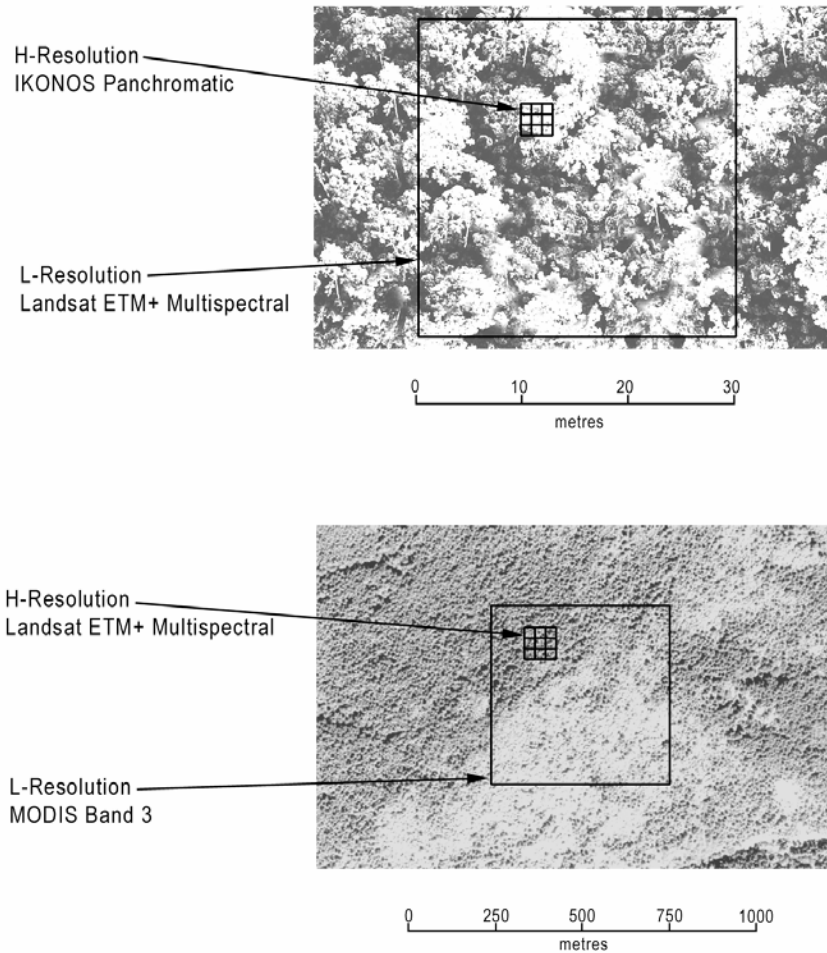 H-Resolution
IKONOS Panchromatic
L-Resolution
Landsat ETM+ Multispectral
0 10 20 30
metres
H-Resolution
Landsat ETM+ Multispectral
L-Resolution
MODIS Band 3
0 250 500 750 1000
metres